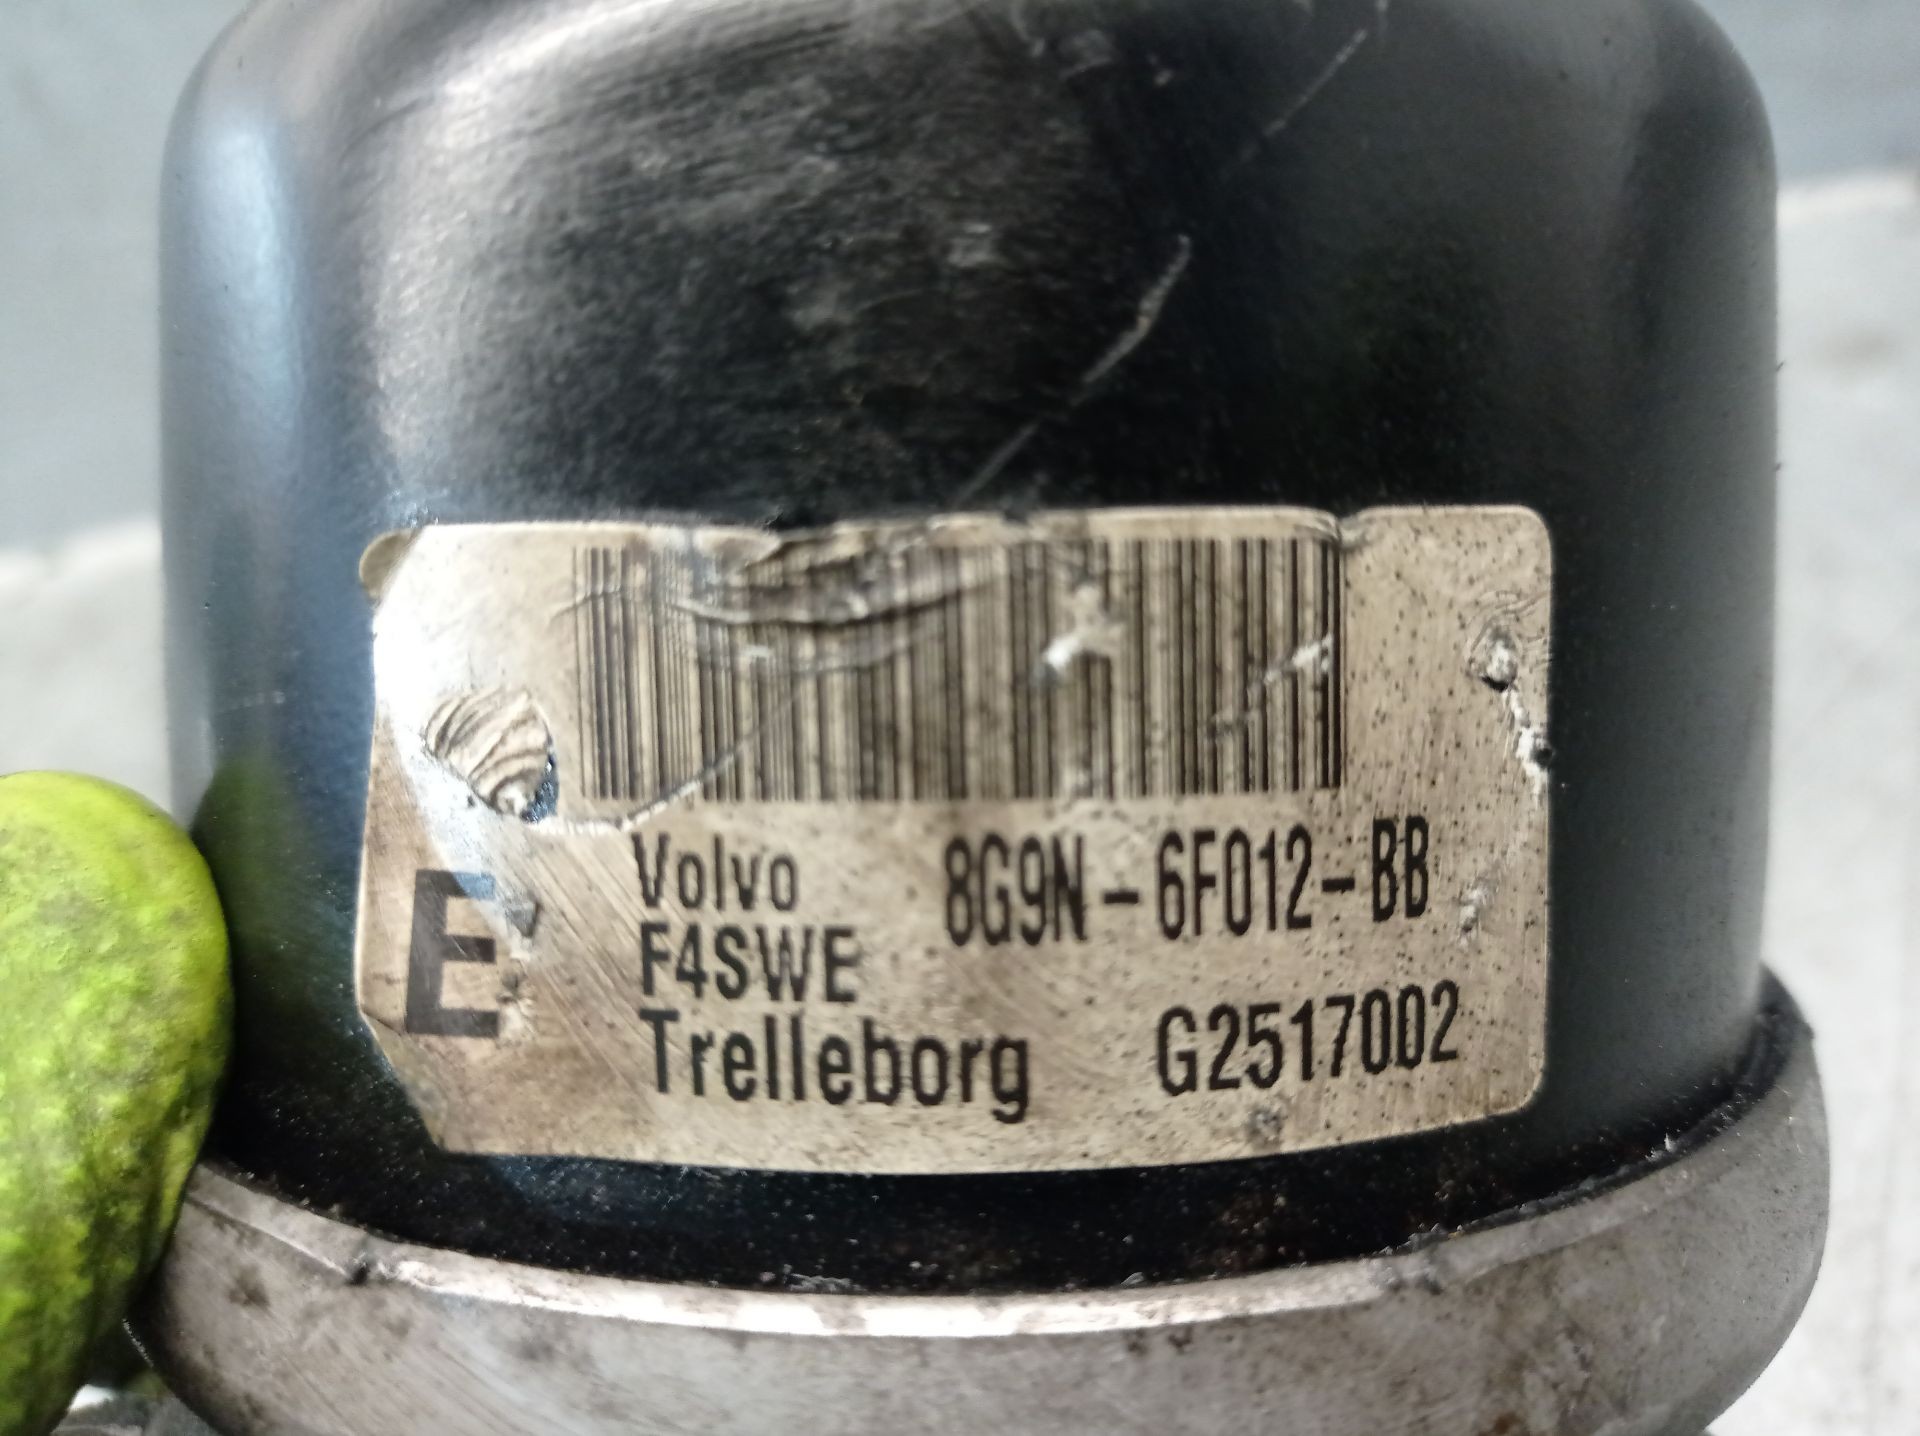 E
Volvo 8G9N-6F012-BB
F4SWE
Trelleborg G2517002